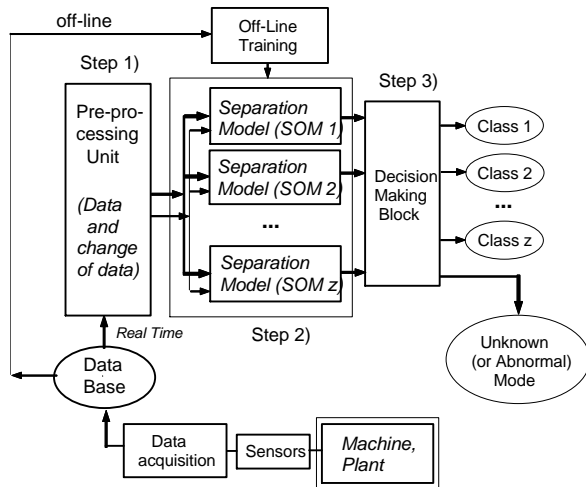 off-line
Off-Line
Training
Step 1)
Pre-pro-
cessing
Unit
(Data
and
change
of data)
Separation
Model (SOM 1)
Separation
Model (SOM 2)
...
Separation
Model (SOM z)
Step 2)
Step 3)
Decision
Making
Block
Class 1
Class 2
...
Class z
Unknown
(or Abnormal)
Mode
Real Time
Data
Base
Data
acquisition
Sensors
Machine,
Plant